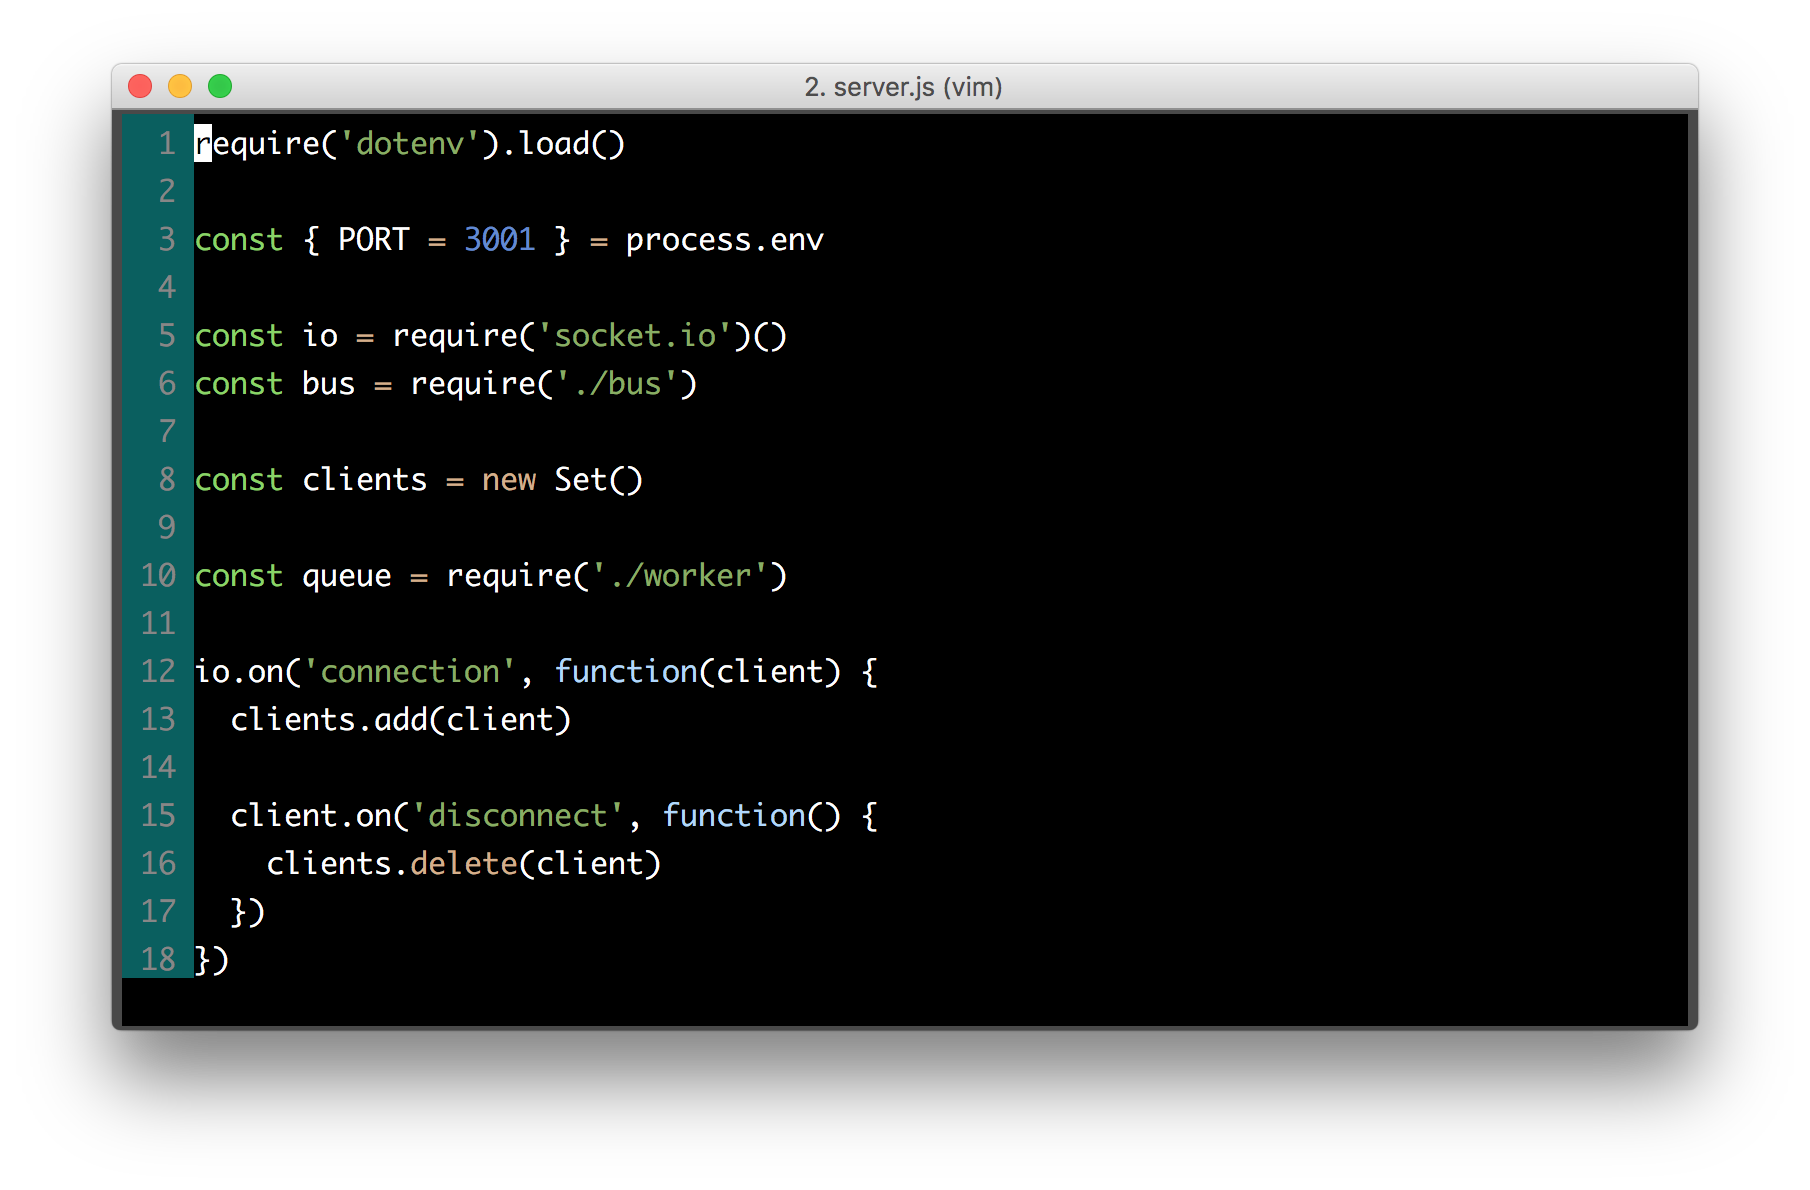 2. server.js (vim)
1 require('dotenv').load()
2
3 const { PORT = 3001 } = process.env
4
5 const io = require('socket.io')()
6 const bus = require('./bus')
7
8 const clients = new Set()
9
10 const queue = require('./worker')
11
12 io.on('connection', function(client) {
13   clients.add(client)
14
15   client.on('disconnect', function() {
16     clients.delete(client)
17   })
18 })